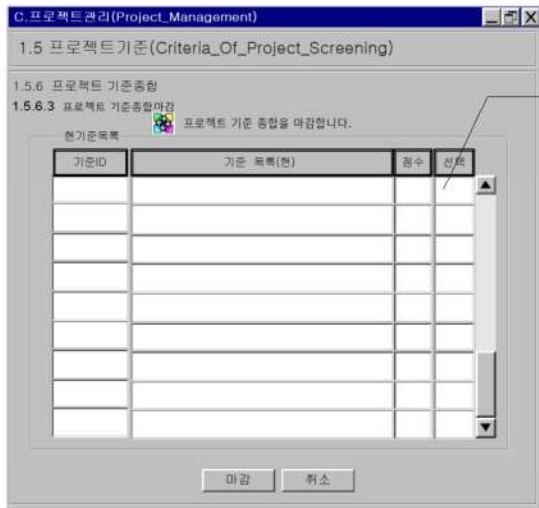 C.프로젝트관리(Project_Management)
1.5 프로젝트기준(Criteria_Of_Project_Screening)
1.5.6 프로젝트 기준종합
1.5.6.3 프로젝트 기준종합마감
프로젝트 기준 종합을 마감합니다.
현기준목록
기준ID 기준 목록(현) 점수 선택
마감 취소